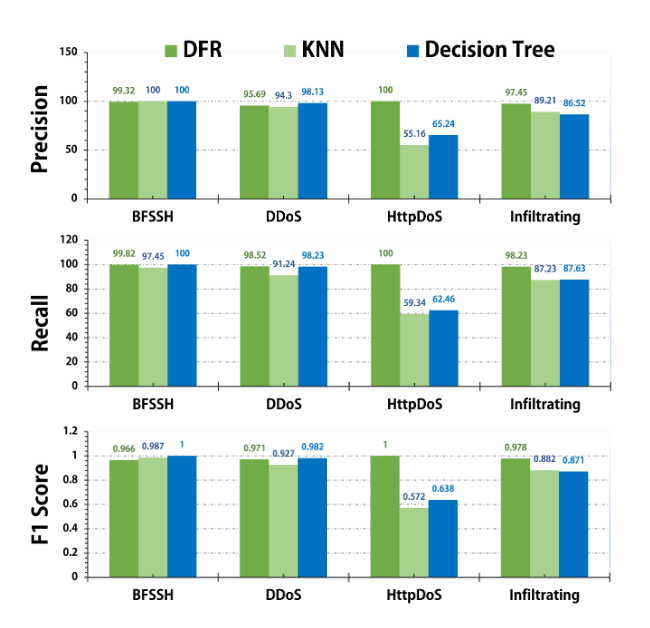 DFR KNN Decision Tree
Precision
150
100
50
0
99.32 100 100
95.69 94.3 98.13
100 55.16 65.24
97.45 89.21 86.52
BFSSH DDoS HttpDoS Infiltrating
Recall
120
100
80
60
40
20
0
99.82 97.45 100
98.52 91.24 98.23
100 59.34 62.46
98.23 87.23 87.63
BFSSH DDoS HttpDoS Infiltrating
F1 Score
1.2
1
0.8
0.6
0.4
0.2
0
0.966 0.987 1
0.971 0.927 0.982
1 0.572 0.638
0.978 0.882 0.871
BFSSH DDoS HttpDoS Infiltrating